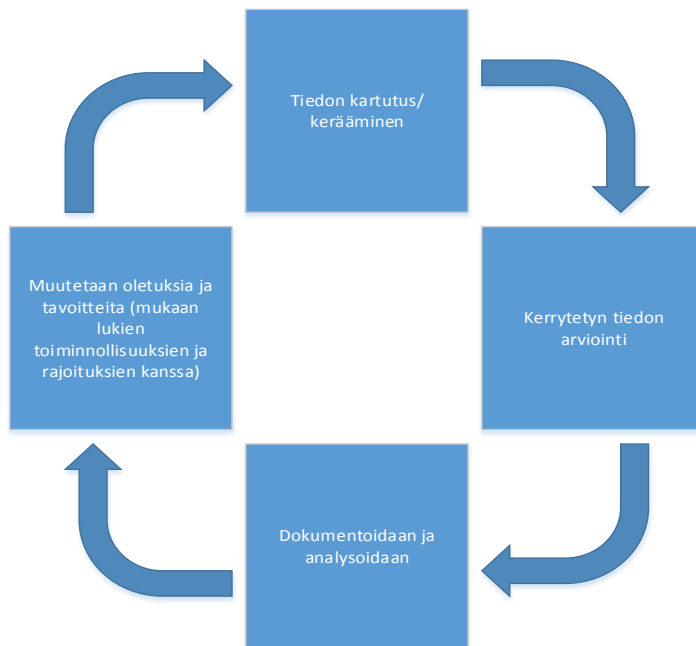 Tiedon kartutus/
kerääminen
Kerrytetyn tiedon
arviointi
Dokumentoidaan ja
analysoidaan
Muutetaan oletuksia ja
tavoitteita (mukaan
lukien
toiminnollisuuksien ja
rajoituksien kanssa)